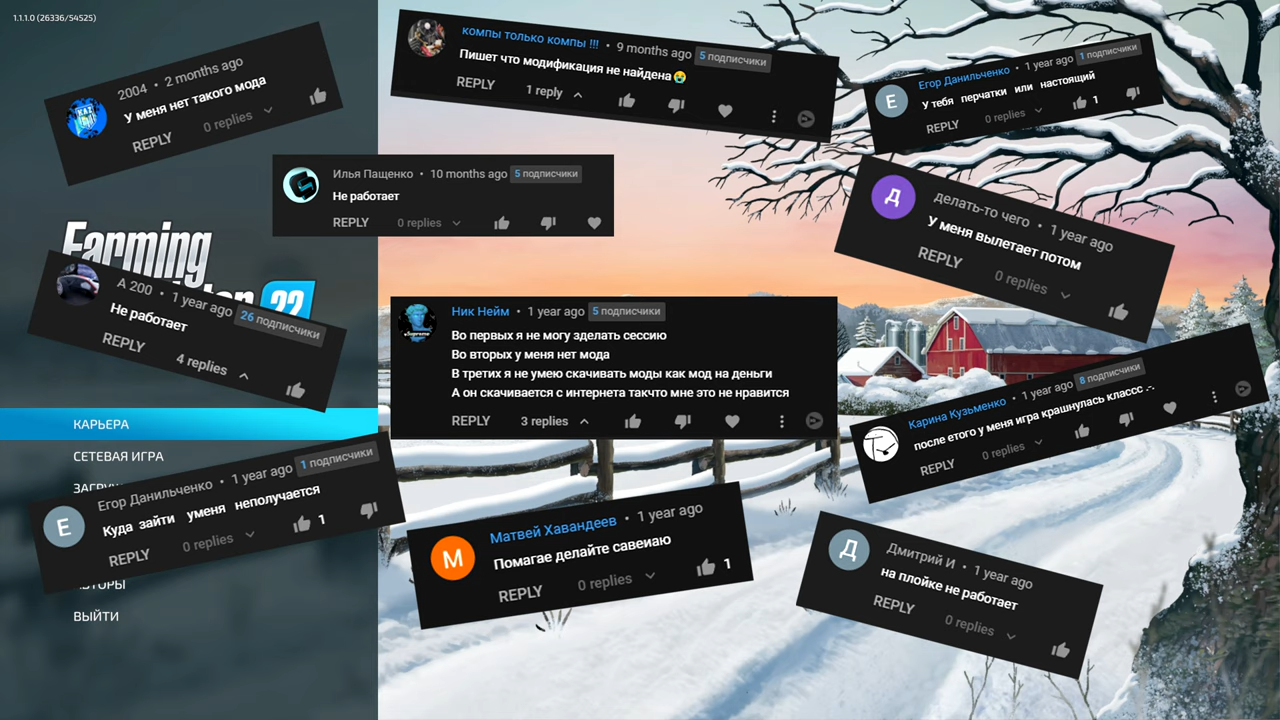 1.1.1.0 (26336/54525)
2004 • 2 months ago
У меня нет такого мода
REPLY 0 replies
компы только компы !!! • 9 months ago 5 подписчики
Пишет что модификация не найдена😭
REPLY 1 reply
Егор Данильченко • 1 year ago 1 подписчики
У тебя перчатки или настоящий
REPLY 0 replies 1
Илья Пащенко • 10 months ago 5 подписчики
Не работает
REPLY 0 replies
Д
делать-то чего • 1 year ago
У меня вылетает потом
REPLY 0 replies
Farming
22
A 200 • 1 year ago 26 подписчики
Не работает
REPLY 4 replies
Ник Нейм • 1 year ago 5 подписчики
Во первых я не могу зделать сессию
Во вторых у меня нет мода
В третих я не умею скачивать моды как мод на деньги
А он скачивается с интернета такчто мне это не нравится
REPLY 3 replies
Карина Кузьменко • 1 year ago 8 подписчики
после етого у меня игра крашнулась классс .-.
REPLY 0 replies
КАРЬЕРА
СЕТЕВАЯ ИГРА
Е
Егор Данильченко • 1 year ago 1 подписчики
Куда зайти уменя неполучается
REPLY 0 replies 1
М
Матвей Хавандеев • 1 year ago
Помагае делайте савеиаю
REPLY 0 replies 1
Д
Дмитрий И • 1 year ago
на плойке не работает
REPLY 0 replies
ВЫЙТИ